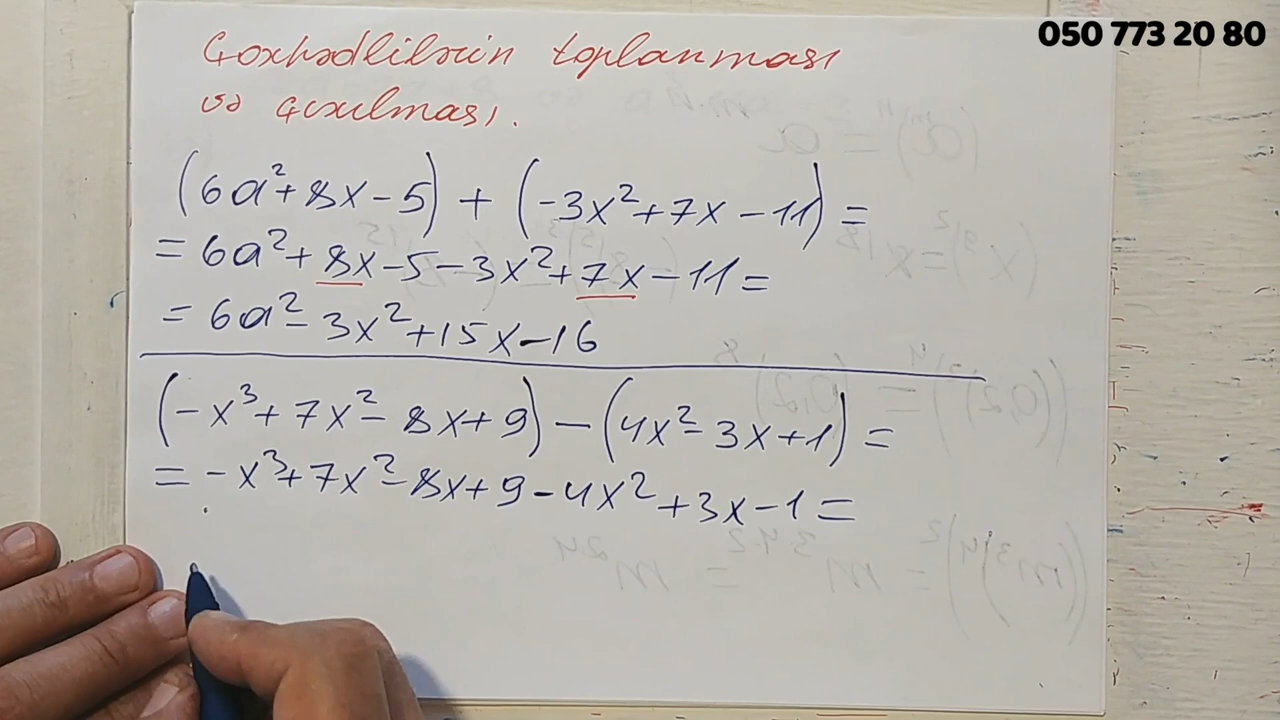 050 773 20 80
Çoxhədlilərin toplanması
və çıxılması.
(6a²+8x-5)+(-3x²+7x-11)=
=6a²+8x-5-3x²+7x-11=
=6a²-3x²+15x-16
(-x³+7x²-8x+9)-(4x²-3x+1)=
=-x³+7x²-8x+9-4x²+3x-1=